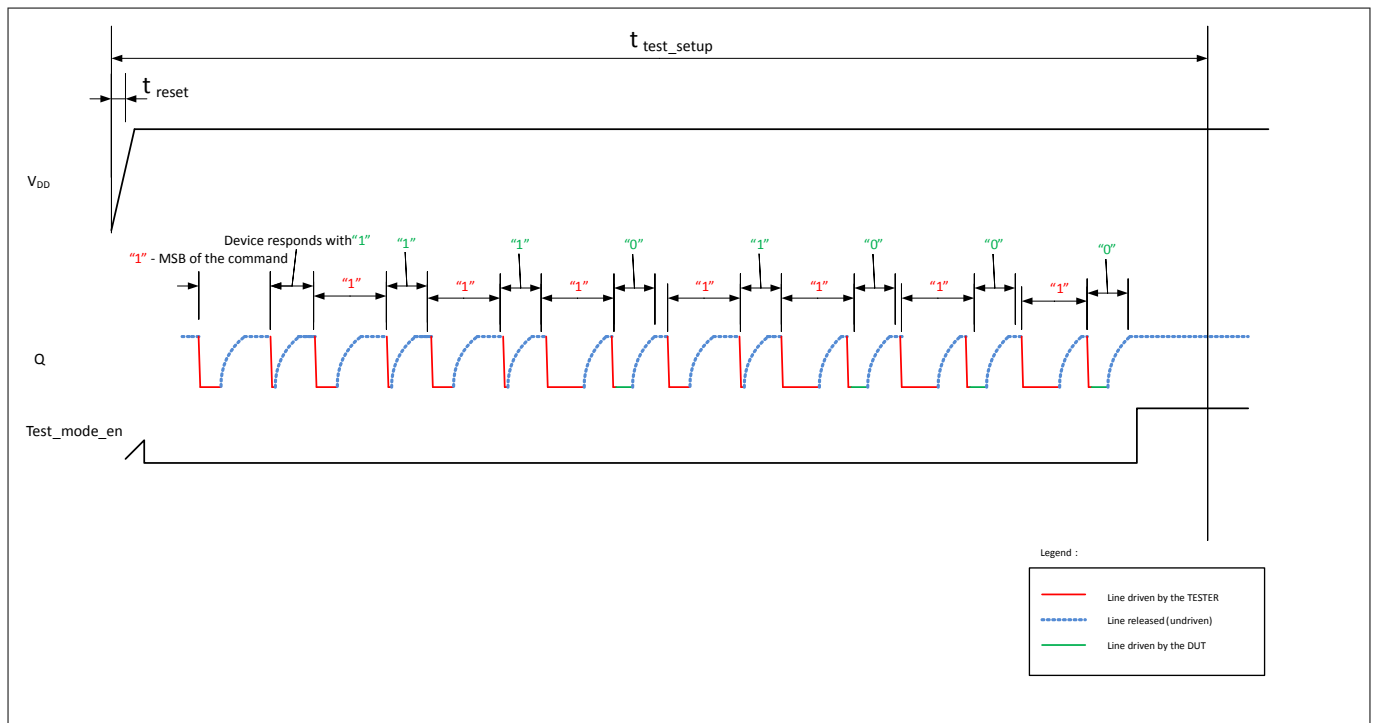 t test_setup
t reset
VDD
Device responds with “1”
“1” - MSB of the command
“1”
“1”
“0”
“1”
“0”
“0”
“0”
“1”
“1”
“1”
“1”
“1”
“1”
“1”
Q
Test_mode_en
Legend :
Line driven by the TESTER
Line released (undriven)
Line driven by the DUT